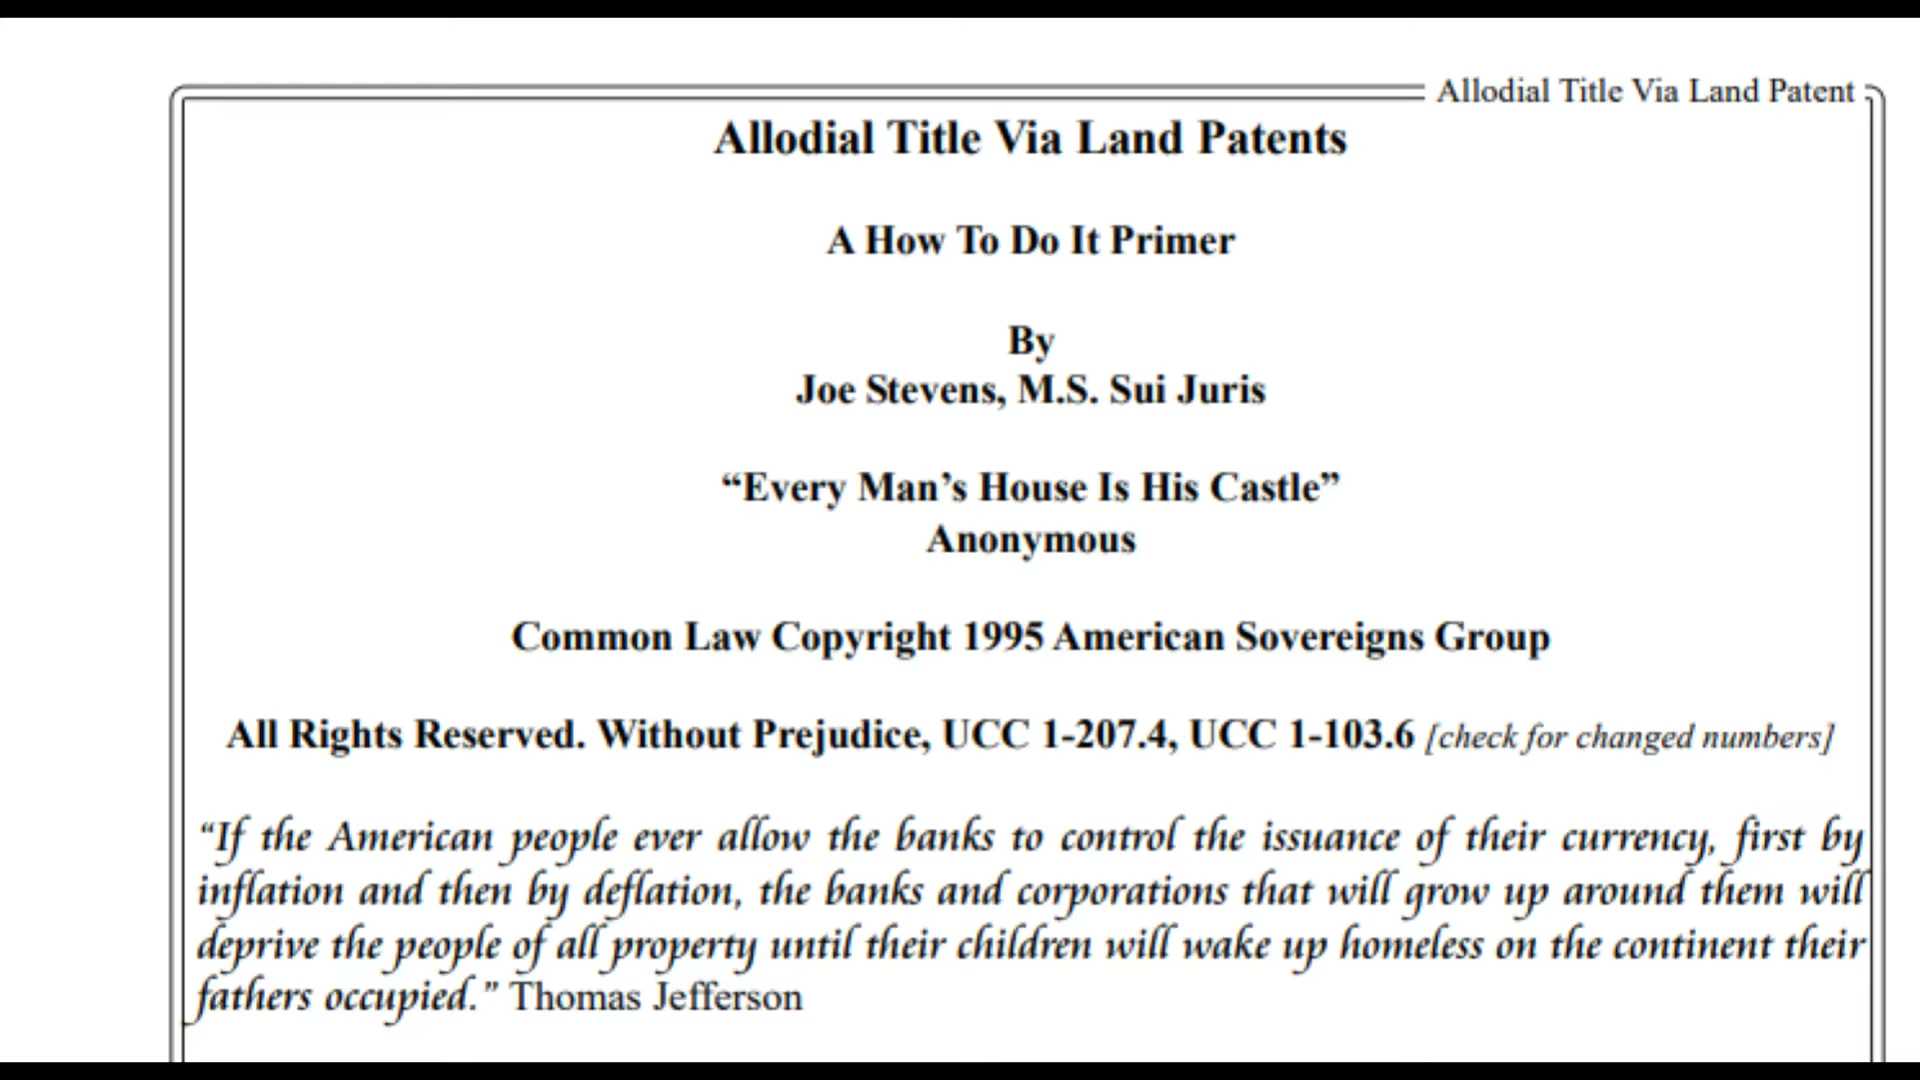 Allodial Title Via Land Patent
Allodial Title Via Land Patents
A How To Do It Primer
By
Joe Stevens, M.S. Sui Juris
“Every Man’s House Is His Castle”
Anonymous
Common Law Copyright 1995 American Sovereigns Group
All Rights Reserved. Without Prejudice, UCC 1-207.4, UCC 1-103.6 [check for changed numbers]
“If the American people ever allow the banks to control the issuance of their currency, first by
inflation and then by deflation, the banks and corporations that will grow up around them will
deprive the people of all property until their children will wake up homeless on the continent their
fathers occupied.” Thomas Jefferson